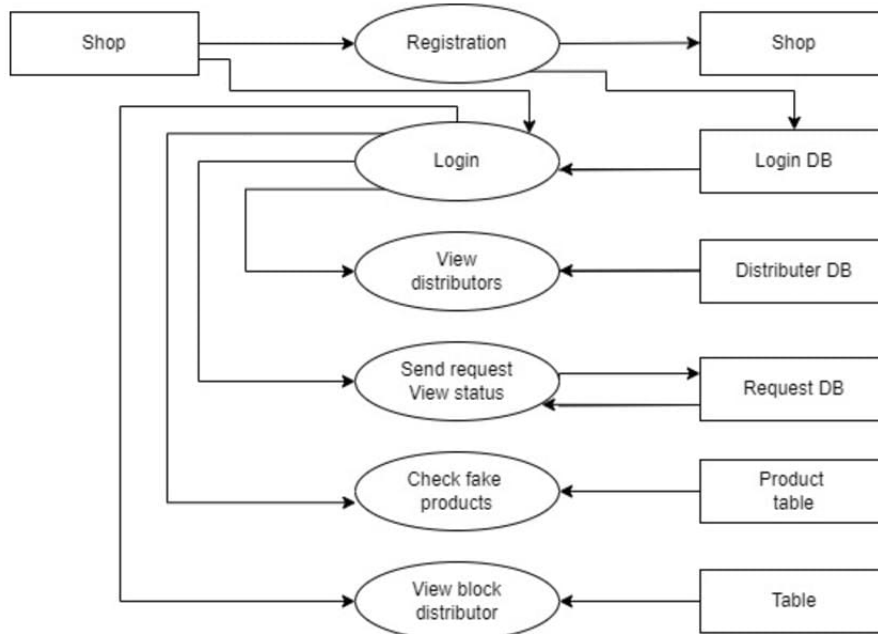 Shop
Registration
Shop
Login
Login DB
View
distributors
Distributer DB
Send request
View status
Request DB
Check fake
products
Product
table
View block
distributor
Table